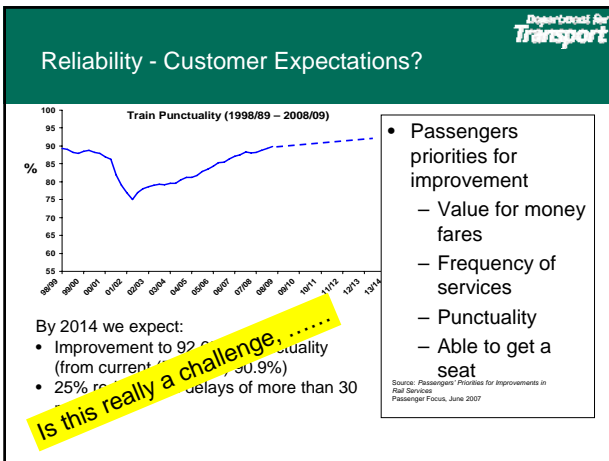 Department for
Transport
Reliability - Customer Expectations?
Train Punctuality (1998/89 – 2008/09)
%
100
95
90
85
80
75
70
65
60
55
98/99
99/00
00/01
01/02
02/03
03/04
04/05
05/06
06/07
07/08
08/09
09/10
10/11
11/12
12/13
13/14
By 2014 we expect:
• Improvement to 92
(from current 90.9%)
• 25% delays of more than 30
Is this really a challenge, ……
• Passengers
priorities for
improvement
– Value for money
fares
– Frequency of
services
– Punctuality
– Able to get a
seat
Source: Passengers' Priorities for Improvements in
Rail Services
Passenger Focus, June 2007